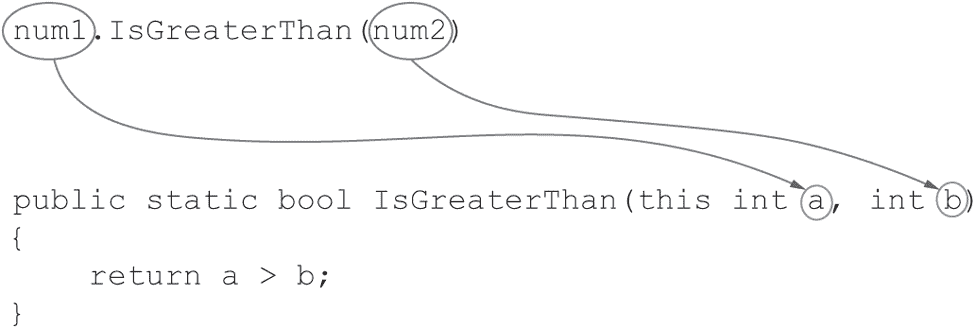 num1.IsGreaterThan(num2)
public static bool IsGreaterThan(this int a, int b)
{
return a > b;
}